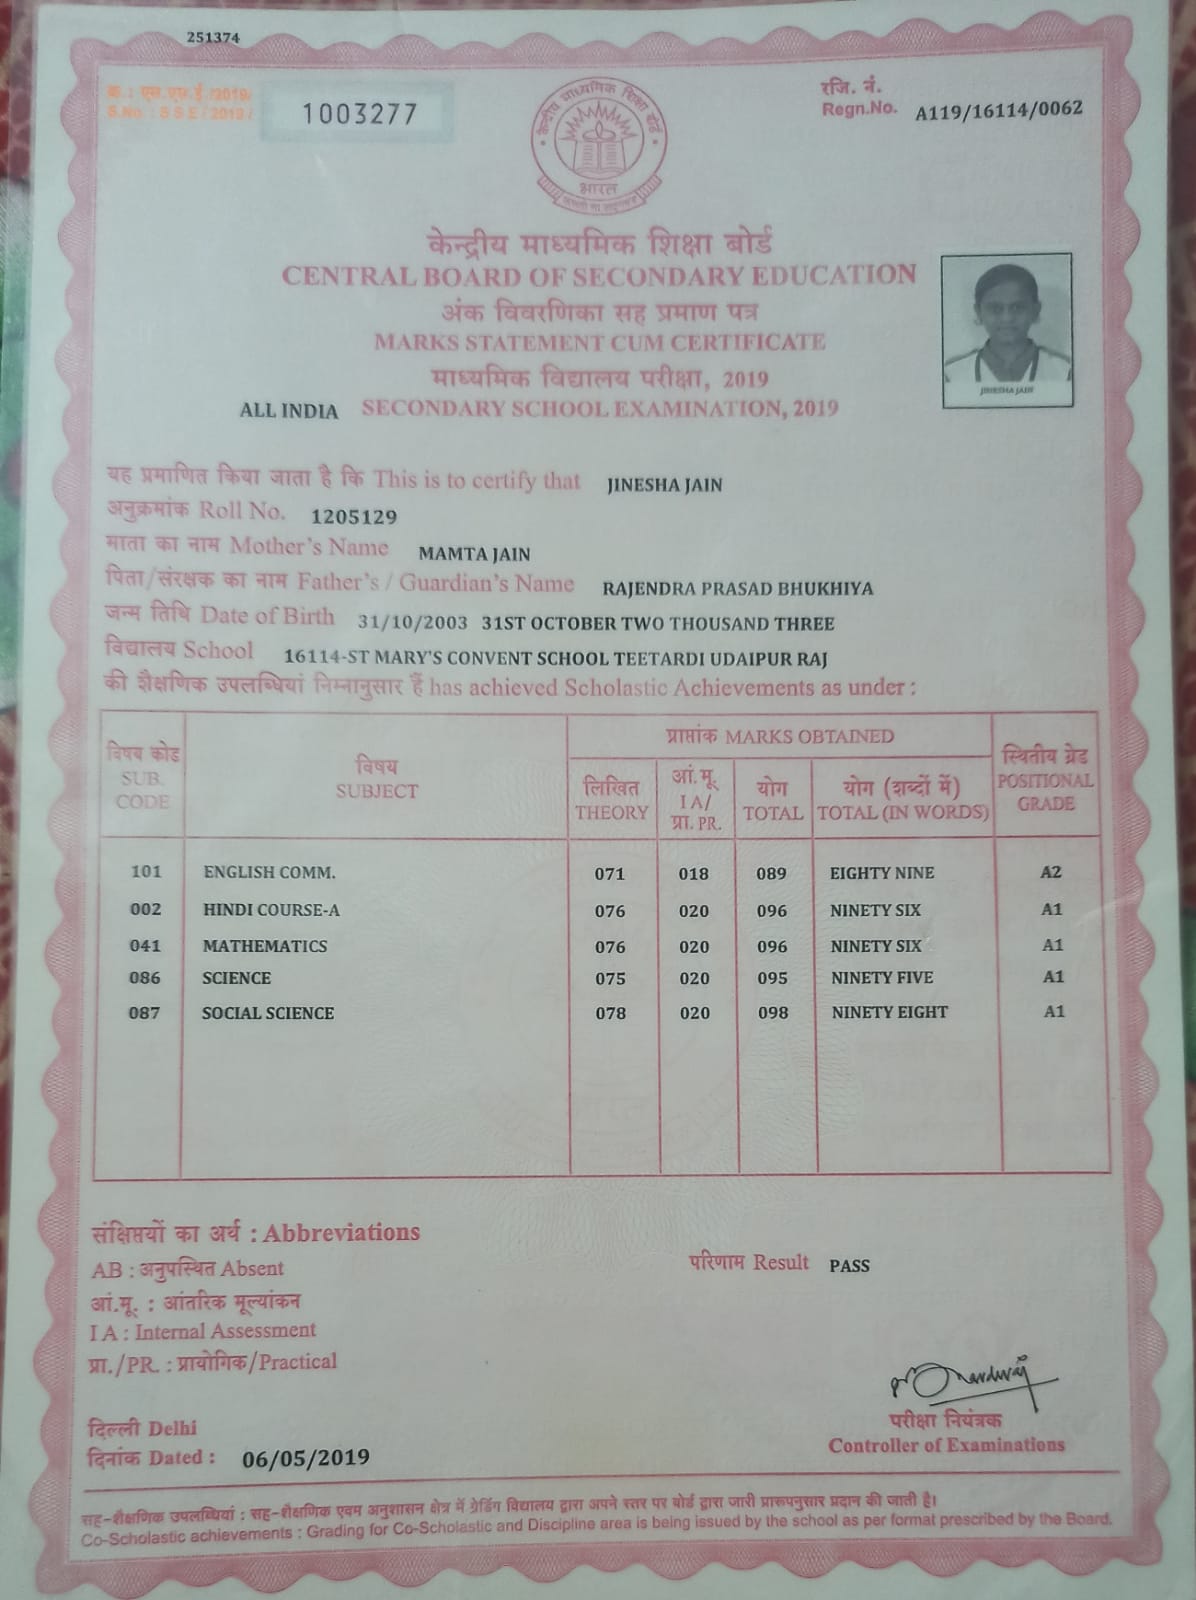 251374
क्र.: एस.एस.ई/2019/
S.No.: S S E / 2019 /
1003277
रजि. नं.
Regn.No. A119/16114/0062
केन्द्रीय माध्यमिक शिक्षा बोर्ड
भारत
केन्द्रीय माध्यमिक शिक्षा बोर्ड
CENTRAL BOARD OF SECONDARY EDUCATION
अंक विवरणिका सह प्रमाण पत्र
MARKS STATEMENT CUM CERTIFICATE
माध्यमिक विद्यालय परीक्षा, 2019
ALL INDIA SECONDARY SCHOOL EXAMINATION, 2019
JINESHA JAIN
यह प्रमाणित किया जाता है कि This is to certify that JINESHA JAIN
अनुक्रमांक Roll No. 1205129
माता का नाम Mother's Name MAMTA JAIN
पिता/संरक्षक का नाम Father's / Guardian's Name RAJENDRA PRASAD BHUKHIYA
जन्म तिथि Date of Birth 31/10/2003 31ST OCTOBER TWO THOUSAND THREE
विद्यालय School 16114-ST MARY'S CONVENT SCHOOL TEETARDI UDAIPUR RAJ
की शैक्षणिक उपलब्धियां निम्नानुसार हैं has achieved Scholastic Achievements as under :
विषय कोड
SUB.
CODE
विषय
SUBJECT
प्राप्तांक MARKS OBTAINED
लिखित
THEORY
आं.मू.
I A/
प्रा. PR.
योग
TOTAL
योग (शब्दों में)
TOTAL (IN WORDS)
स्थितीय ग्रेड
POSITIONAL
GRADE
101 ENGLISH COMM. 071 018 089 EIGHTY NINE A2
002 HINDI COURSE-A 076 020 096 NINETY SIX A1
041 MATHEMATICS 076 020 096 NINETY SIX A1
086 SCIENCE 075 020 095 NINETY FIVE A1
087 SOCIAL SCIENCE 078 020 098 NINETY EIGHT A1
संक्षिप्तियों का अर्थ : Abbreviations
AB : अनुपस्थित Absent
परिणाम Result PASS
आं.मू. : आंतरिक मूल्यांकन
I A : Internal Assessment
प्रा./PR. : प्रायोगिक/Practical
दिल्ली Delhi
दिनांक Dated : 06/05/2019
परीक्षा नियंत्रक
Controller of Examinations
सह-शैक्षणिक उपलब्धियां : सह-शैक्षणिक एवम अनुशासन क्षेत्र में ग्रेडिंग विद्यालय द्वारा अपने स्तर पर बोर्ड द्वारा जारी प्रारूपनुसार प्रदान की जाती है।
Co-Scholastic achievements : Grading for Co-Scholastic and Discipline area is being issued by the school as per format prescribed by the Board.